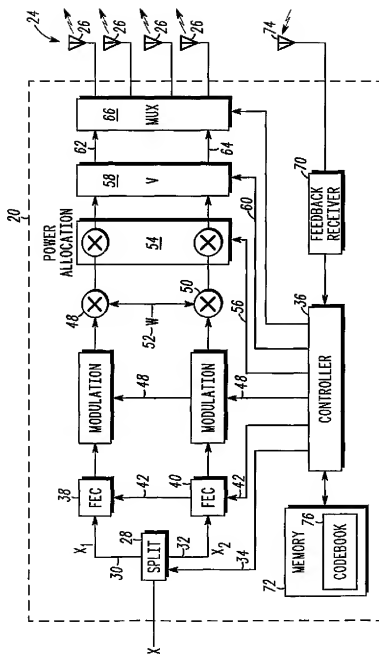 20
24
26
26
26
26
74
POWER
ALLOCATION
62
66
MUX
64
58
V
54
60
48
50
52
W
56
MODULATION
MODULATION
48
48
38
FEC
40
FEC
42
42
X₁
30
28
SPLIT
32
X₂
34
X
70
FEEDBACK
RECEIVER
36
CONTROLLER
72
MEMORY
76
CODEBOOK